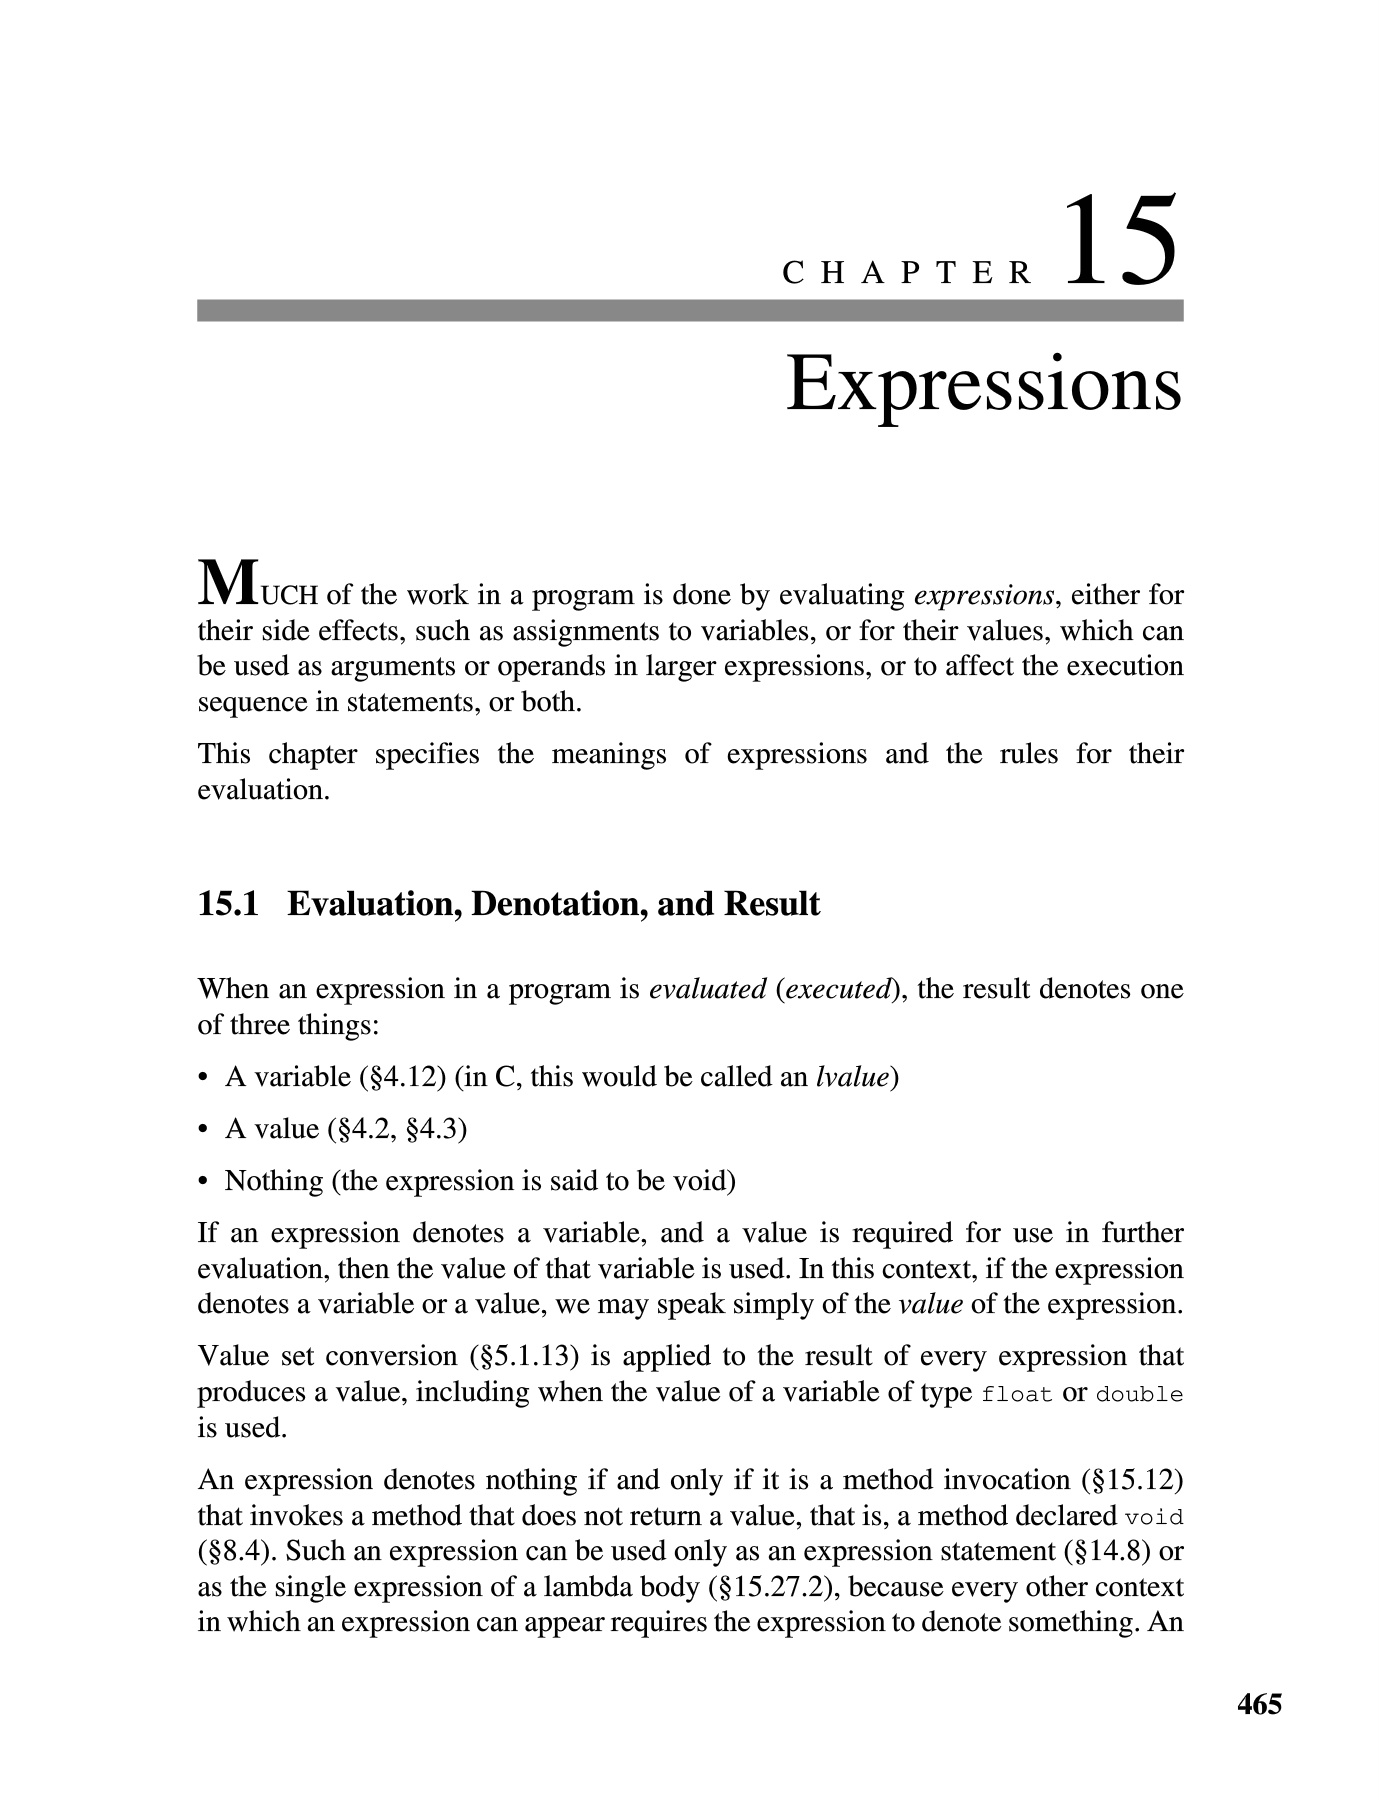 CHAPTER 15
Expressions
MUCH of the work in a program is done by evaluating expressions, either for
their side effects, such as assignments to variables, or for their values, which can
be used as arguments or operands in larger expressions, or to affect the execution
sequence in statements, or both.
This chapter specifies the meanings of expressions and the rules for their
evaluation.
15.1 Evaluation, Denotation, and Result
When an expression in a program is evaluated (executed), the result denotes one
of three things:
• A variable (§4.12) (in C, this would be called an lvalue)
• A value (§4.2, §4.3)
• Nothing (the expression is said to be void)
If an expression denotes a variable, and a value is required for use in further
evaluation, then the value of that variable is used. In this context, if the expression
denotes a variable or a value, we may speak simply of the value of the expression.
Value set conversion (§5.1.13) is applied to the result of every expression that
produces a value, including when the value of a variable of type float or double
is used.
An expression denotes nothing if and only if it is a method invocation (§15.12)
that invokes a method that does not return a value, that is, a method declared void
(§8.4). Such an expression can be used only as an expression statement (§14.8) or
as the single expression of a lambda body (§15.27.2), because every other context
in which an expression can appear requires the expression to denote something. An
465